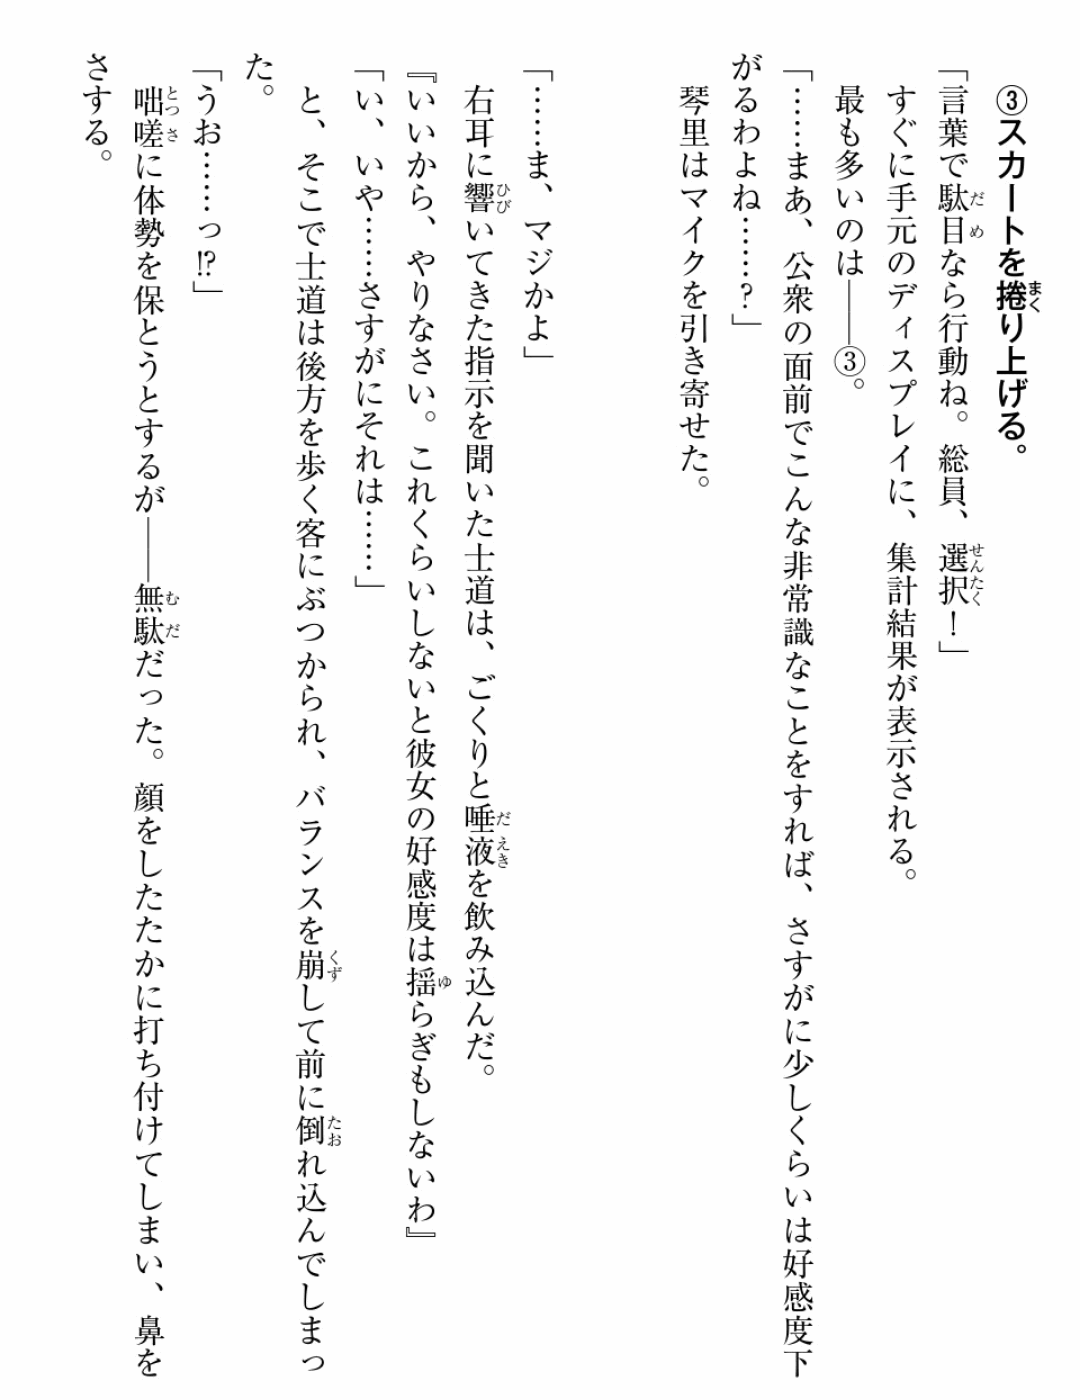 ③スカートを捲り上げる。
「言葉で駄目なら行動ね。総員、選択！」
すぐに手元のディスプレイに、集計結果が表示される。
最も多いのは——③。
「……まあ、公衆の面前でこんな非常識なことをすれば、さすがに少しくらいは好感度下
がるわよね……？」
琴里はマイクを引き寄せた。
「……ま、マジかよ」
右耳に響いてきた指示を聞いた士道は、ごくりと唾液を飲み込んだ。
『いいから、やりなさい。これくらいしないと彼女の好感度は揺らぎもしないわ』
「い、いや……さすがにそれは……」
と、そこで士道は後方を歩く客にぶつかられ、バランスを崩して前に倒れ込んでしまっ
た。
「うお……っ!?」
咄嗟に体勢を保とうとするが——無駄だった。顔をしたたかに打ち付けてしまい、鼻を
さする。